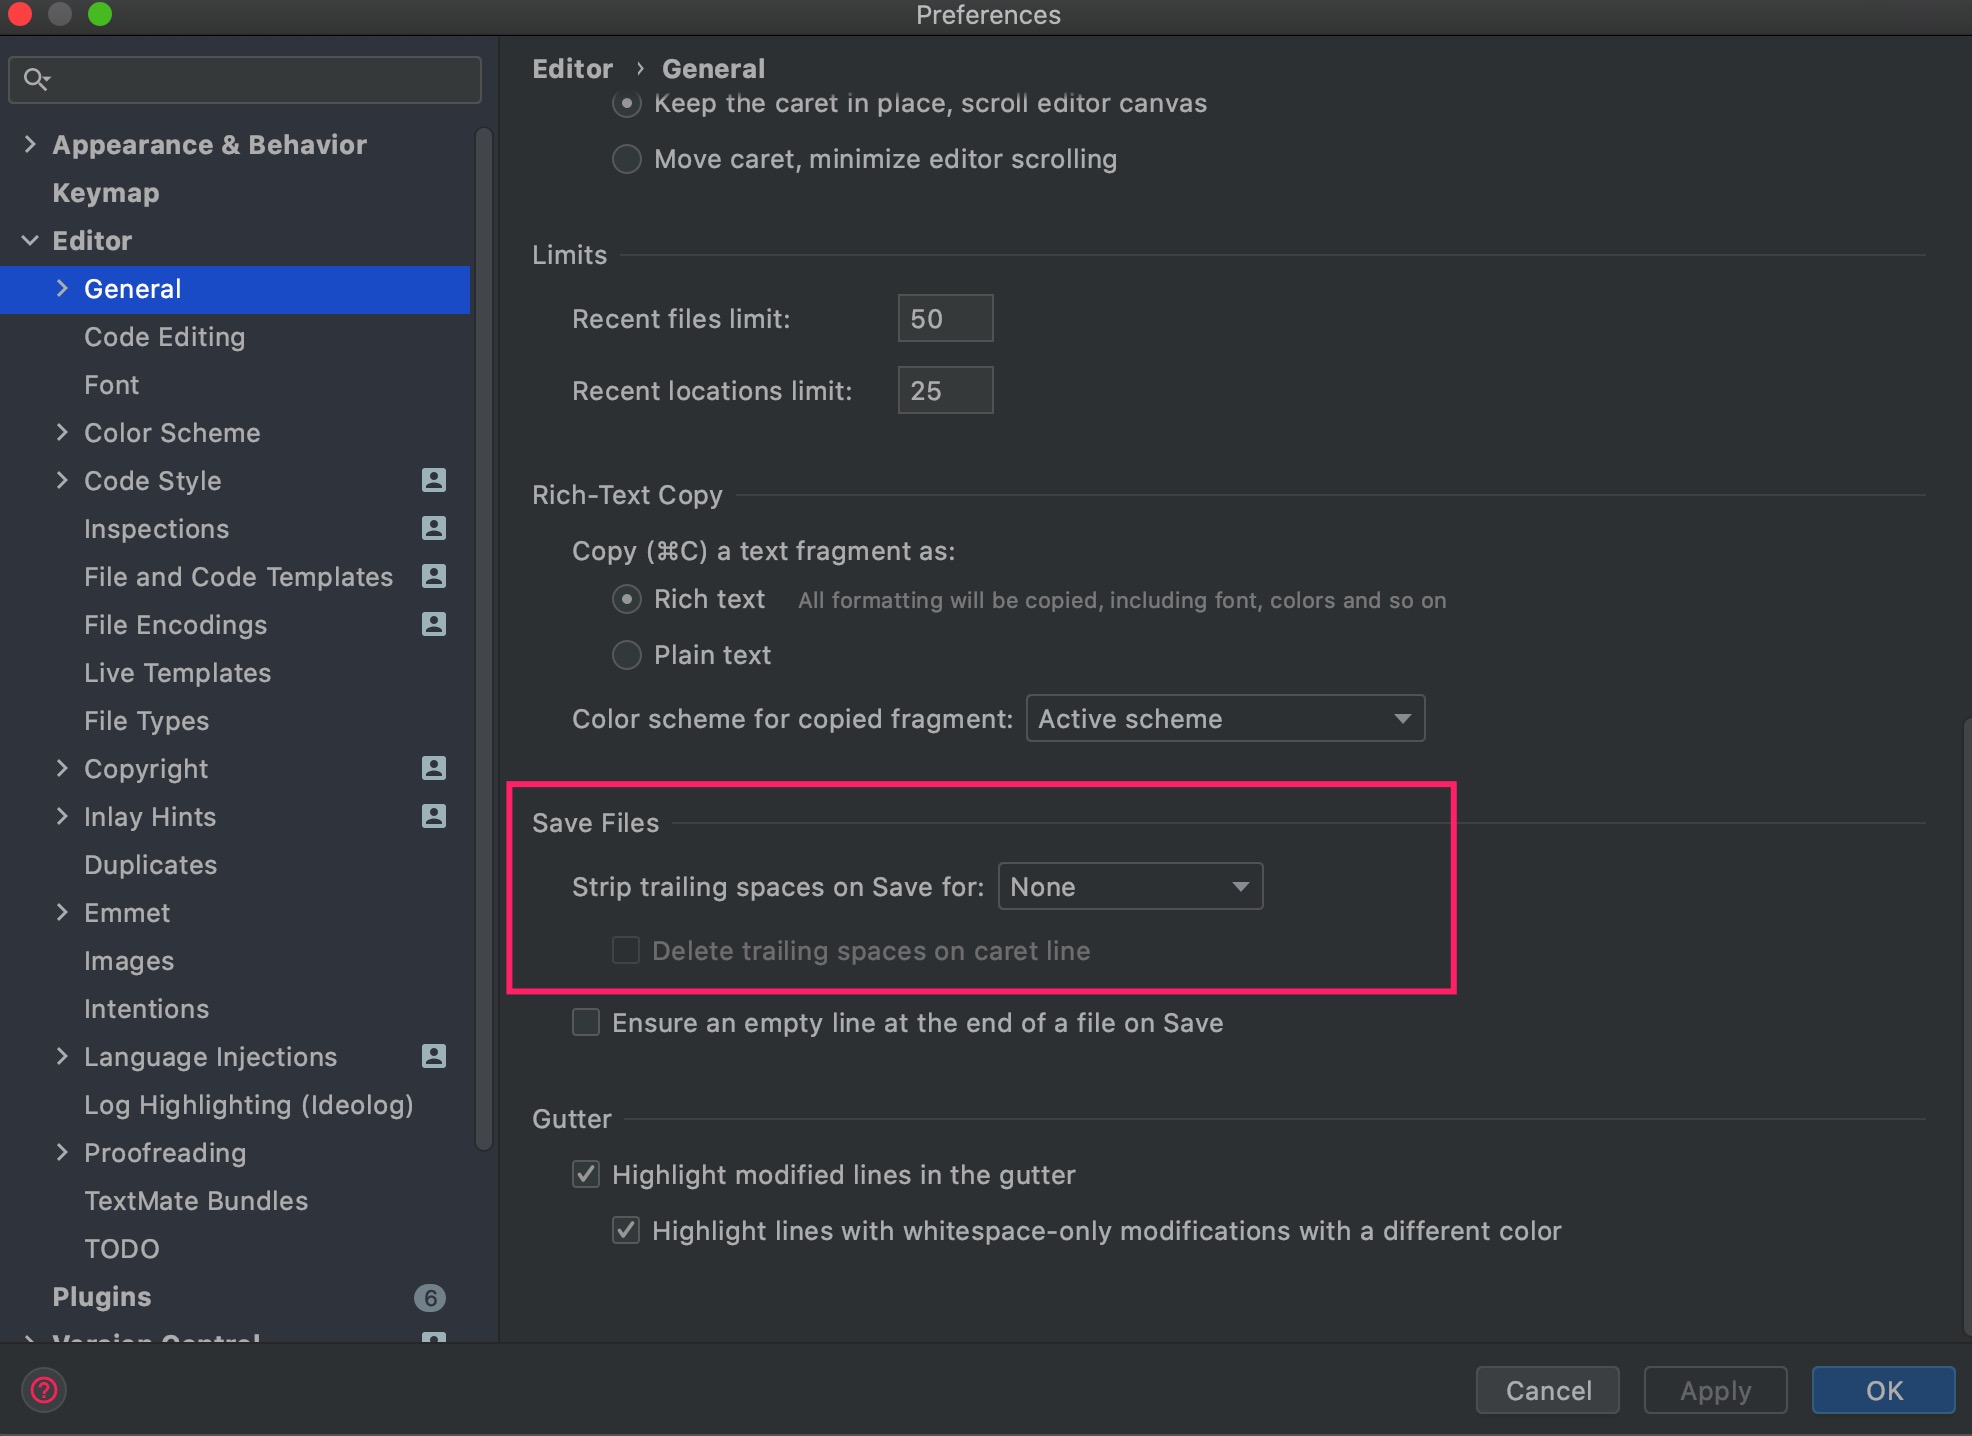 Preferences
Appearance & Behavior
Keymap
Editor
General
Code Editing
Font
Color Scheme
Code Style
Inspections
File and Code Templates
File Encodings
Live Templates
File Types
Copyright
Inlay Hints
Duplicates
Emmet
Images
Intentions
Language Injections
Log Highlighting (Ideolog)
Proofreading
TextMate Bundles
TODO
Plugins 6
Version Control
?
Editor › General
Keep the caret in place, scroll editor canvas
Move caret, minimize editor scrolling
Limits
Recent files limit: 50
Recent locations limit: 25
Rich-Text Copy
Copy (⌘C) a text fragment as:
Rich text All formatting will be copied, including font, colors and so on
Plain text
Color scheme for copied fragment: Active scheme
Save Files
Strip trailing spaces on Save for: None
Delete trailing spaces on caret line
Ensure an empty line at the end of a file on Save
Gutter
Highlight modified lines in the gutter
Highlight lines with whitespace-only modifications with a different color
Cancel Apply OK